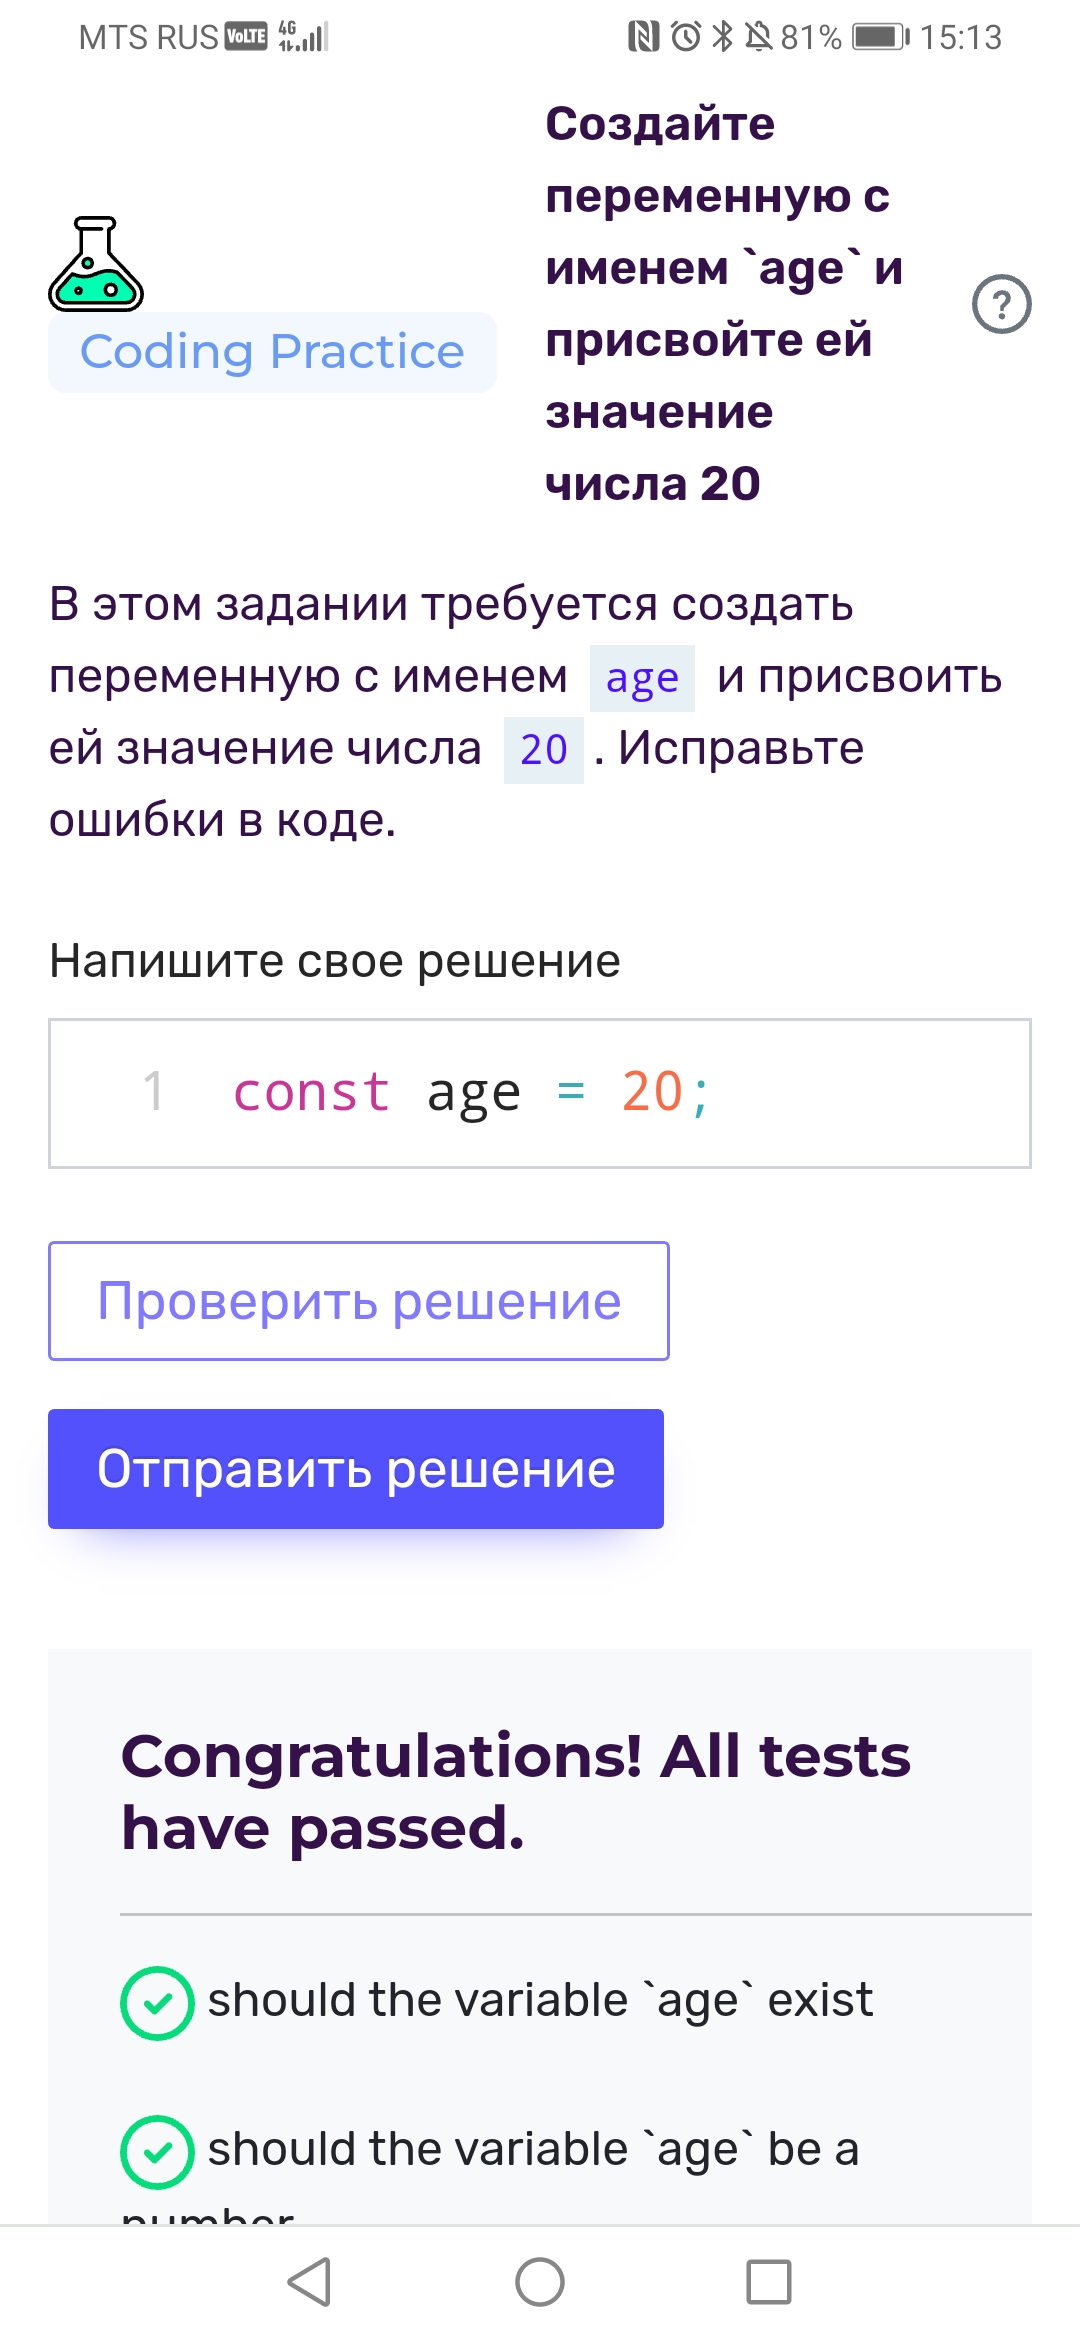 MTS RUS VoLTE 4G 81% 15:13
Создайте
переменную с
именем `age` и
присвойте ей
значение
числа 20
?
Coding Practice
В этом задании требуется создать
переменную с именем age и присвоить
ей значение числа 20 . Исправьте
ошибки в коде.
Напишите свое решение
1 const age = 20;
Проверить решение
Отправить решение
Congratulations! All tests
have passed.
should the variable `age` exist
should the variable `age` be a
number